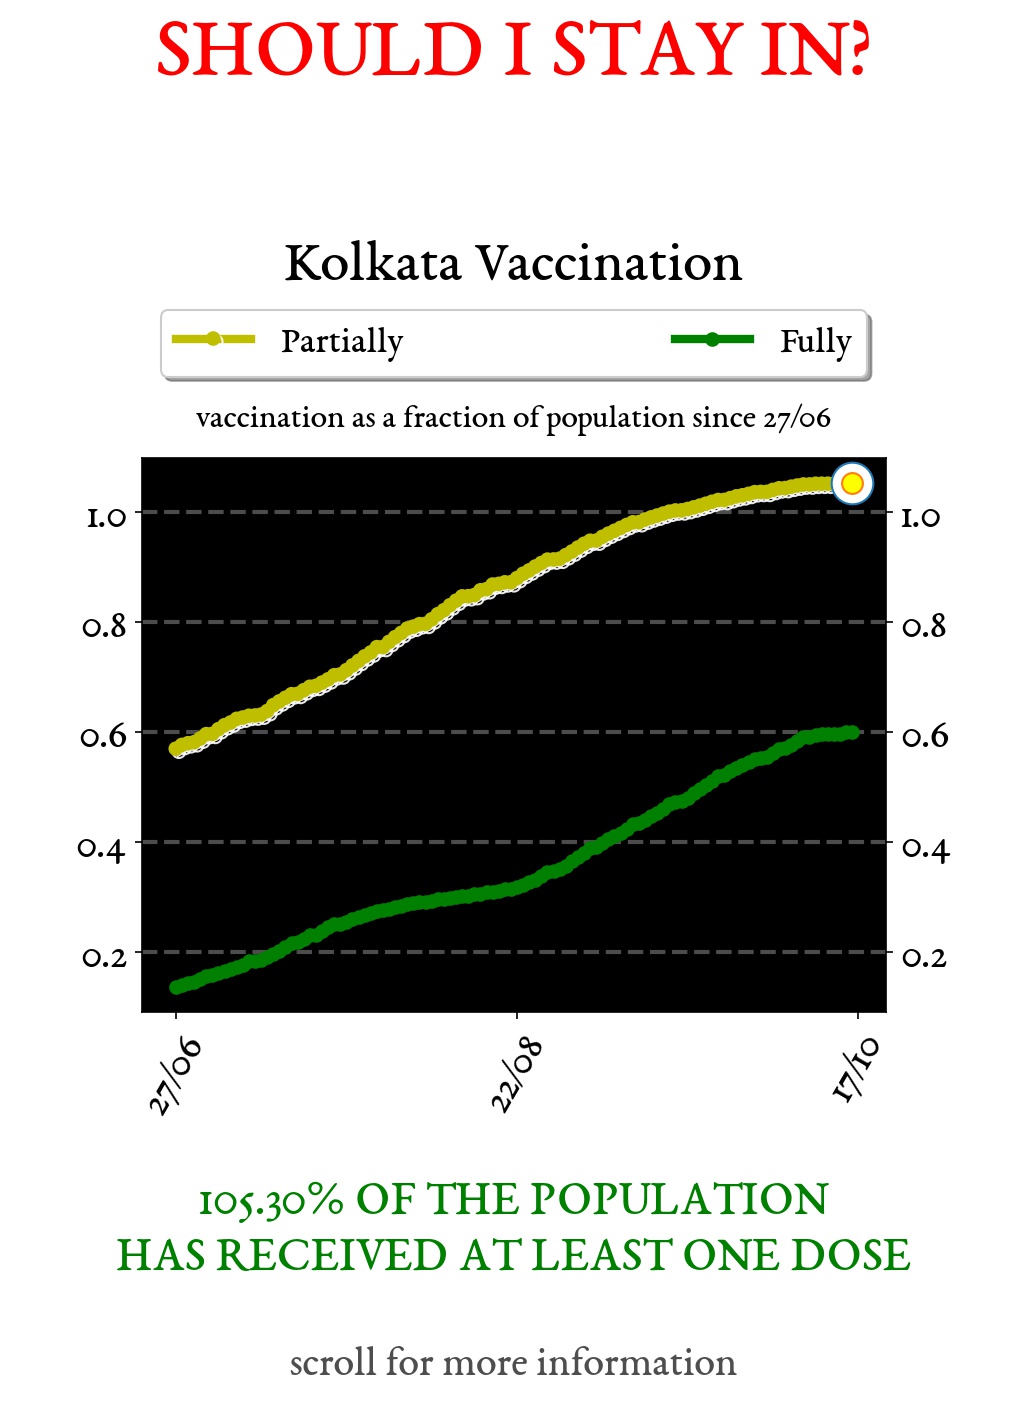 SHOULD I STAY IN?
Kolkata Vaccination
Partially Fully
vaccination as a fraction of population since 27/06
1.0 1.0
0.8 0.8
0.6 0.6
0.4 0.4
0.2 0.2
27/06 22/08 17/10
105.30% OF THE POPULATION
HAS RECEIVED AT LEAST ONE DOSE
scroll for more information